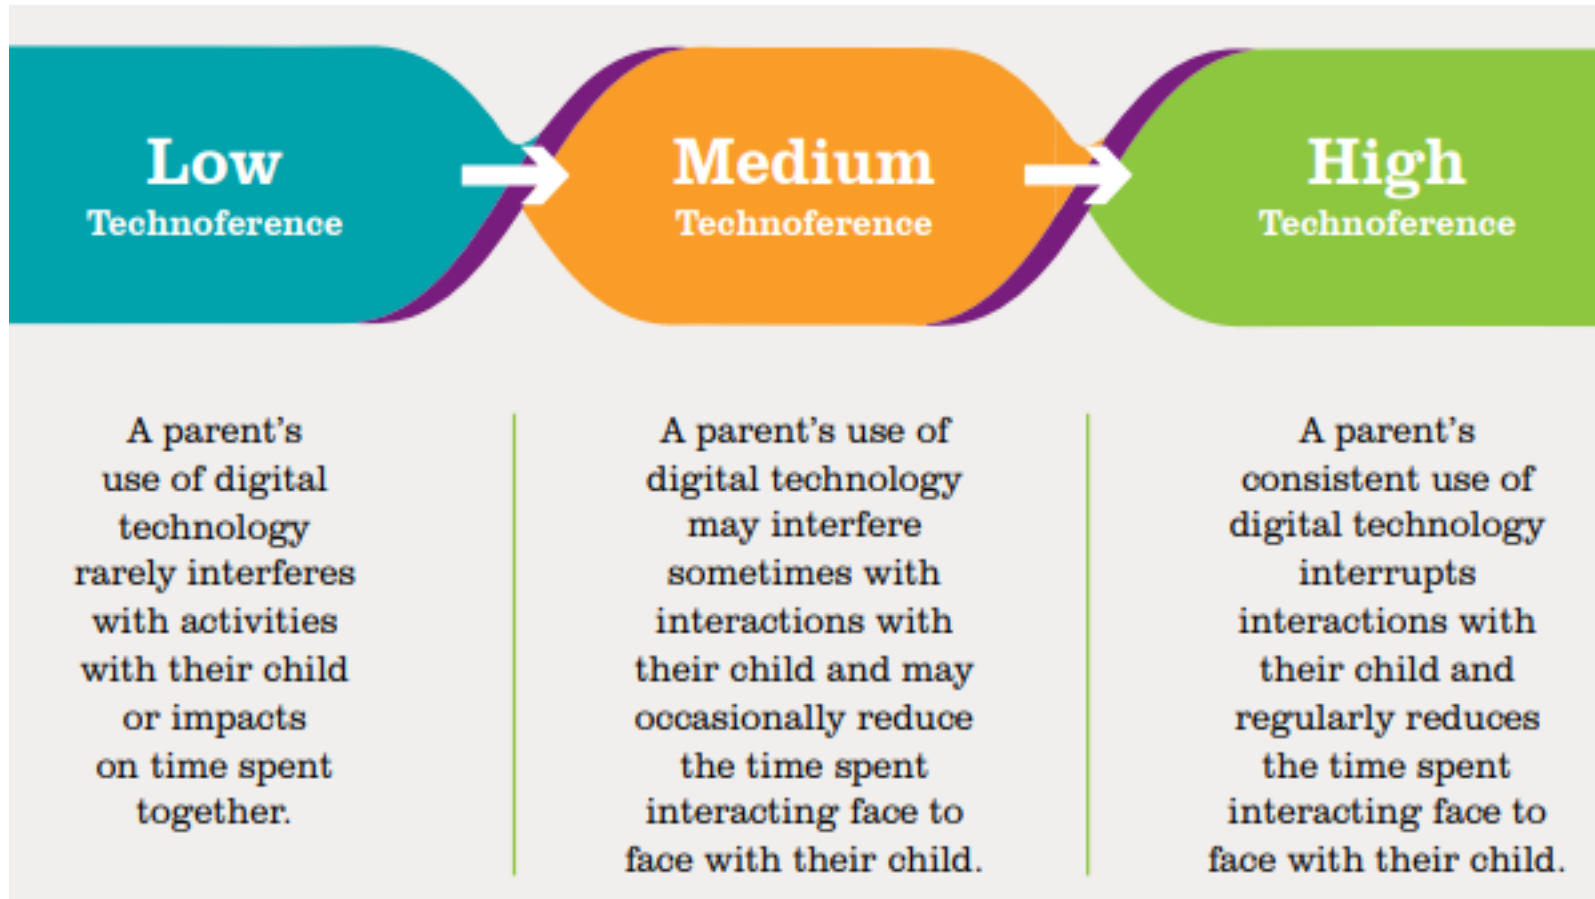 Low
Technoference
Medium
Technoference
High
Technoference
A parent's
use of digital
technology
rarely interferes
with activities
with their child
or impacts
on time spent
together.
A parent's use of
digital technology
may interfere
sometimes with
interactions with
their child and may
occasionally reduce
the time spent
interacting face to
face with their child.
A parent's
consistent use of
digital technology
interrupts
interactions with
their child and
regularly reduces
the time spent
interacting face to
face with their child.